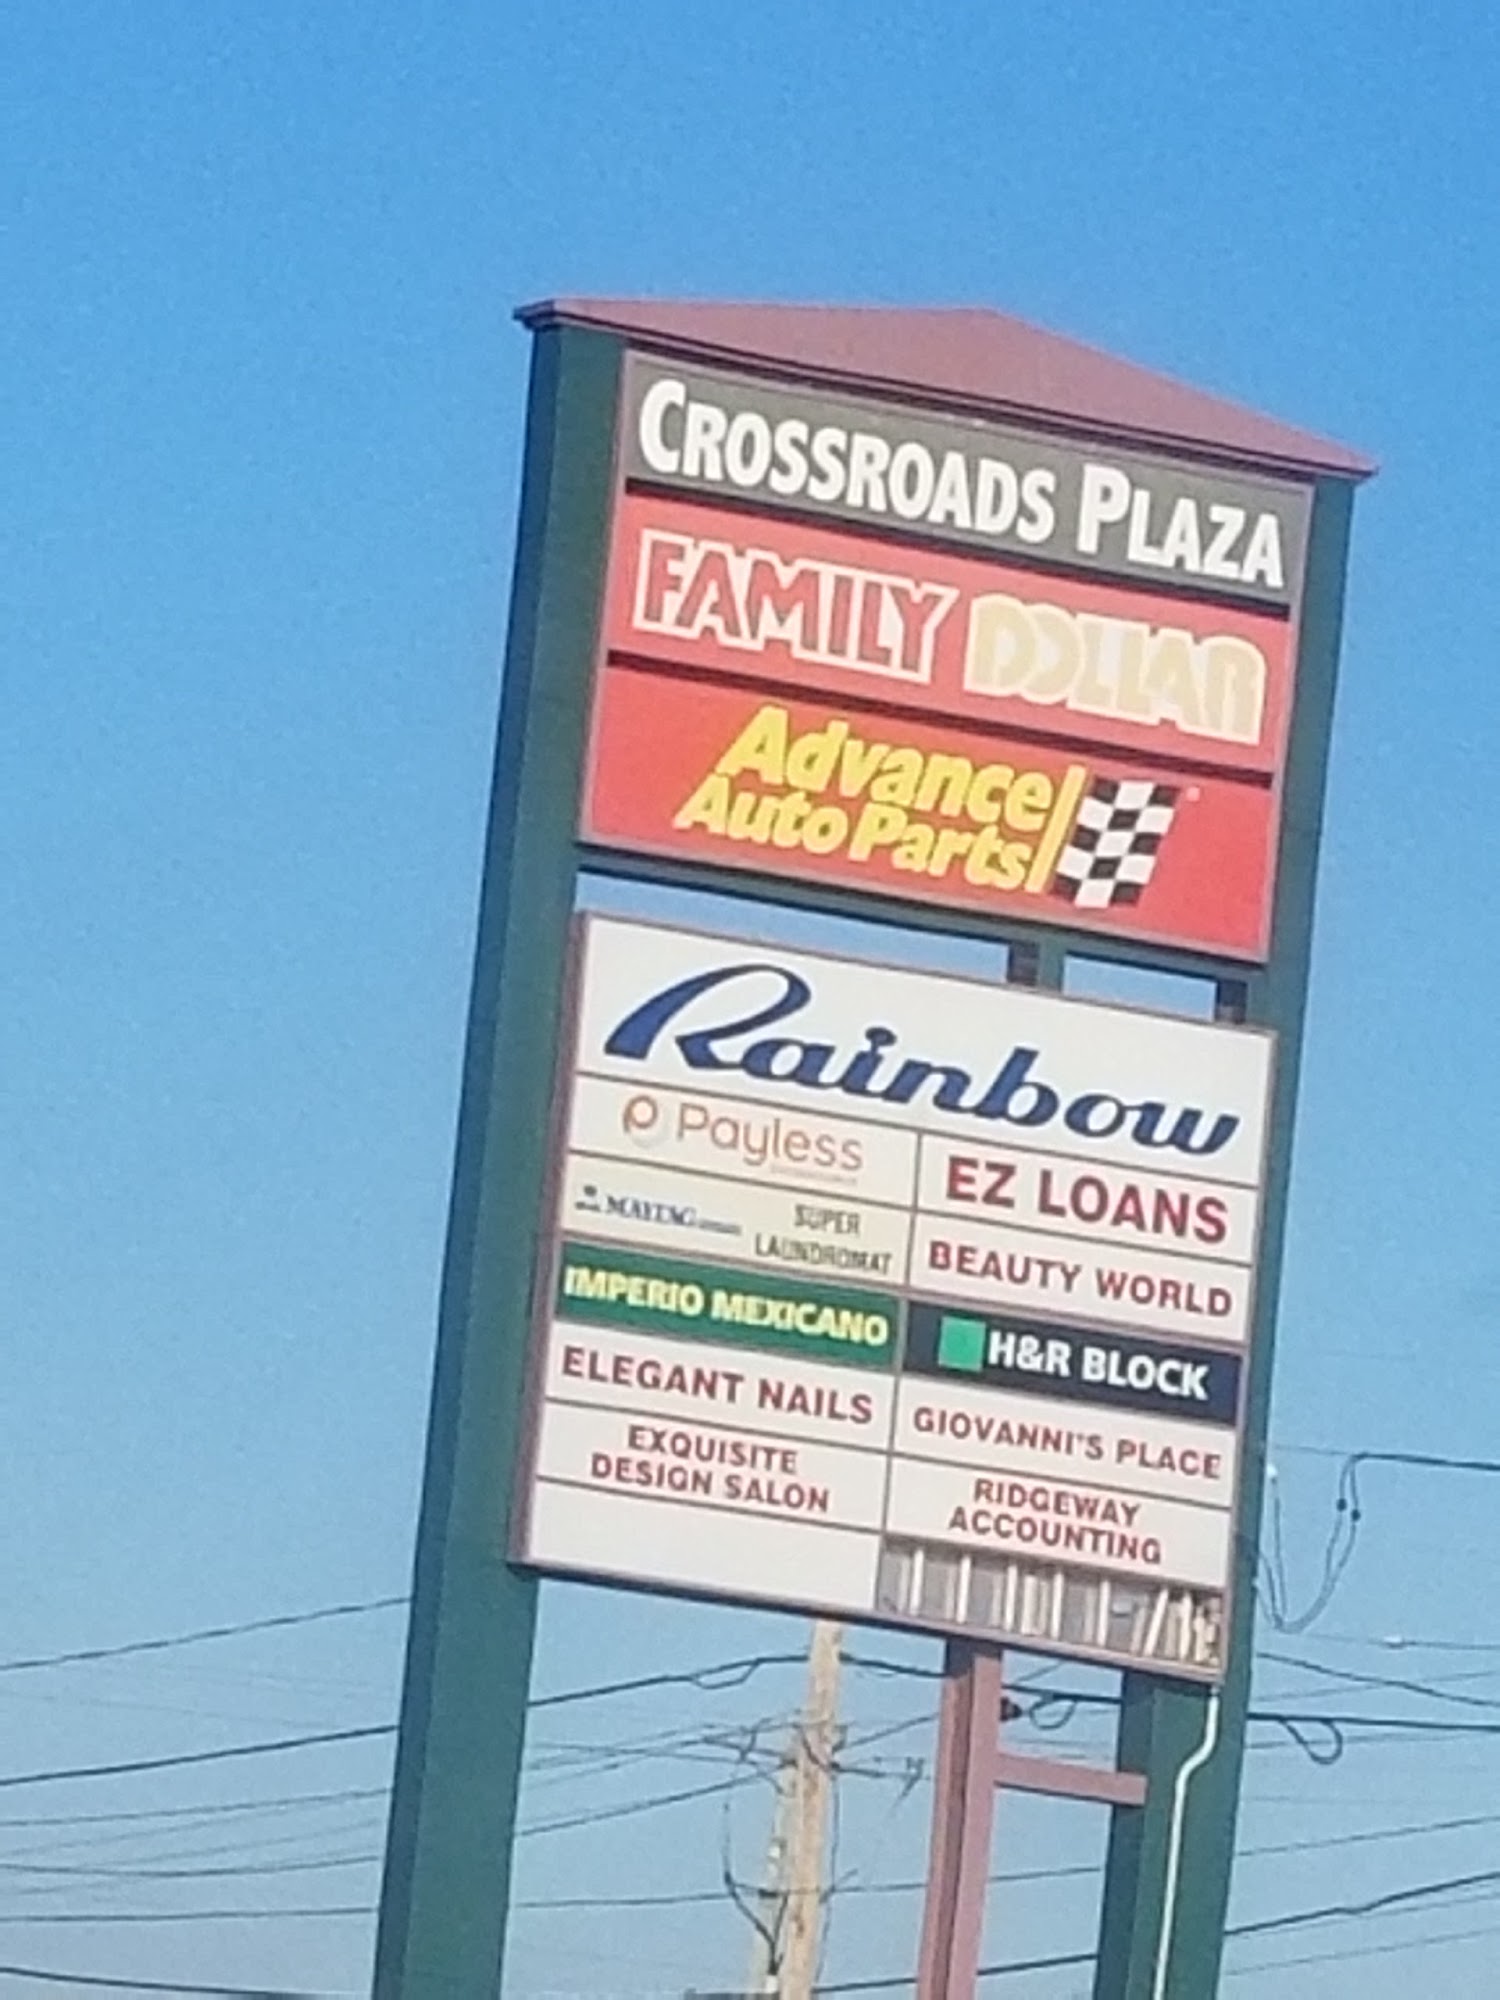 CROSSROADS PLAZA
FAMILY DOLLAR
Advance
Auto Parts
Rainbow
Payless
EZ LOANS
MAYTAG
SUPER
LAUNDROMAT
BEAUTY WORLD
IMPERIO MEXICANO
H&R BLOCK
ELEGANT NAILS
GIOVANNI'S PLACE
EXQUISITE
DESIGN SALON
RIDGEWAY
ACCOUNTING